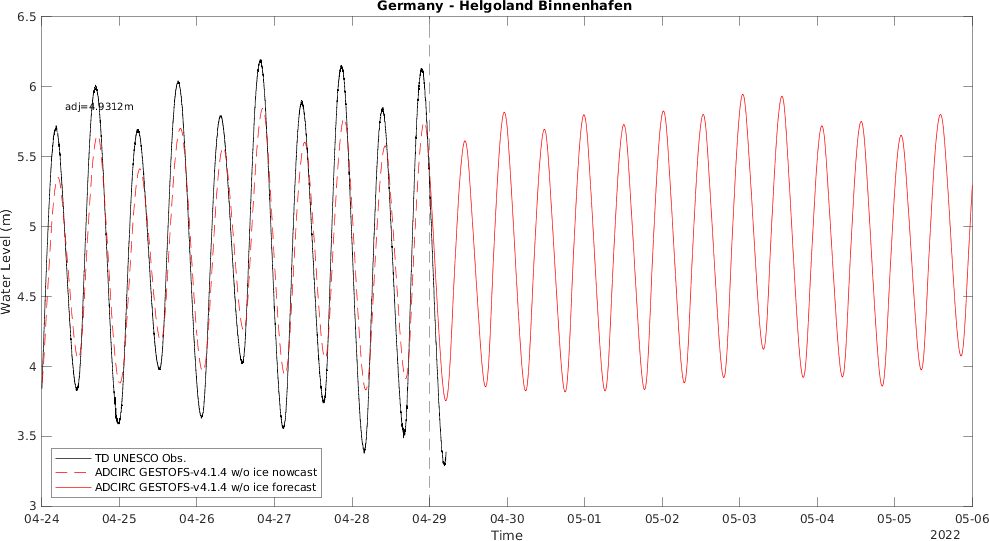 Germany - Helgoland Binnenhafen
Water Level (m)
6.5
6
5.5
5
4.5
4
3.5
3
adj=4.9312m
TD UNESCO Obs.
ADCIRC GESTOFS-v4.1.4 w/o ice nowcast
ADCIRC GESTOFS-v4.1.4 w/o ice forecast
04-24 04-25 04-26 04-27 04-28 04-29 04-30 05-01 05-02 05-03 05-04 05-05 05-06
Time
2022